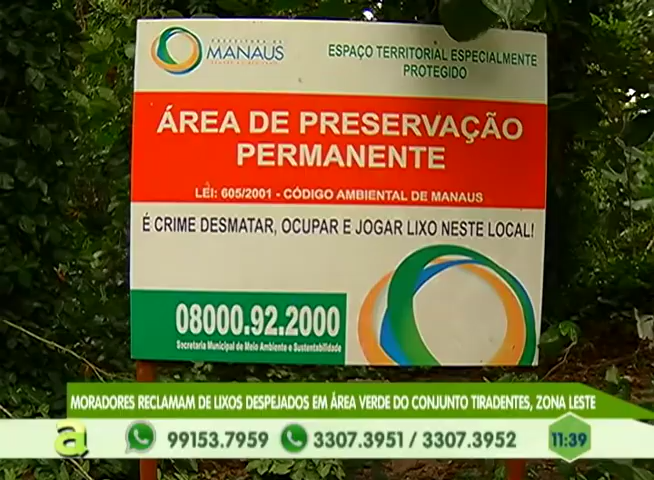 PREFEITURA DE
MANAUS
ESPAÇO TERRITORIAL ESPECIALMENTE
PROTEGIDO
ÁREA DE PRESERVAÇÃO
PERMANENTE
LEI: 605/2001 - CÓDIGO AMBIENTAL DE MANAUS
É CRIME DESMATAR, OCUPAR E JOGAR LIXO NESTE LOCAL!
08000.92.2000
Secretaria Municipal de Meio Ambiente e Sustentabilidade
MORADORES RECLAMAM DE LIXOS DESPEJADOS EM ÁREA VERDE DO CONJUNTO TIRADENTES, ZONA LESTE
a 99153.7959 3307.3951 / 3307.3952 11:39